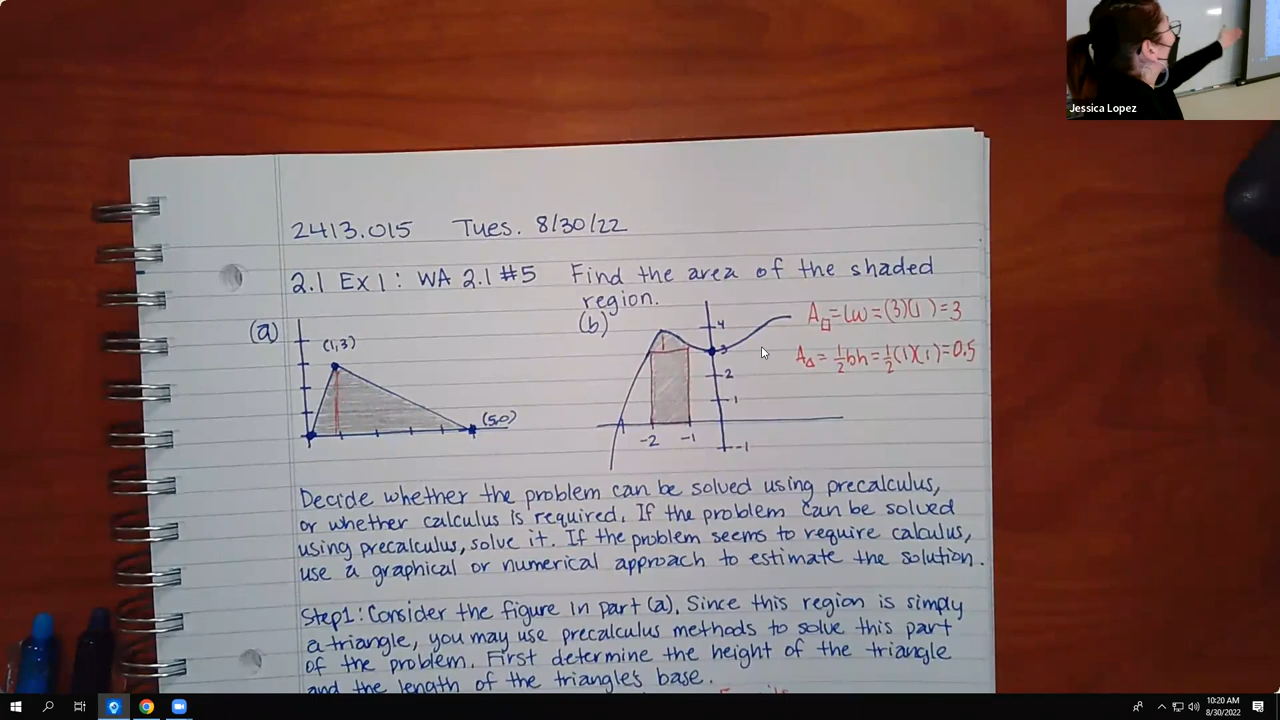 Jessica Lopez
2413.015 Tues. 8/30/22
2.1 Ex1: WA 2.1 #5 Find the area of the shaded
region.
(a)
(1,3)
(5,0)
(b)
4
3
2
1
-2 -1
-1
A□ = lw = (3)(1) = 3
A△ = ½bh = ½(1)(1) = 0.5
Decide whether the problem can be solved using precalculus,
or whether calculus is required. If the problem can be solved
using precalculus, solve it. If the problem seems to require calculus,
use a graphical or numerical approach to estimate the solution.
Step1: Consider the figure in part (a). Since this region is simply
a triangle, you may use precalculus methods to solve this part
of the problem. First determine the height of the triangle
and the length of the triangle's base.
10:20 AM
8/30/2022